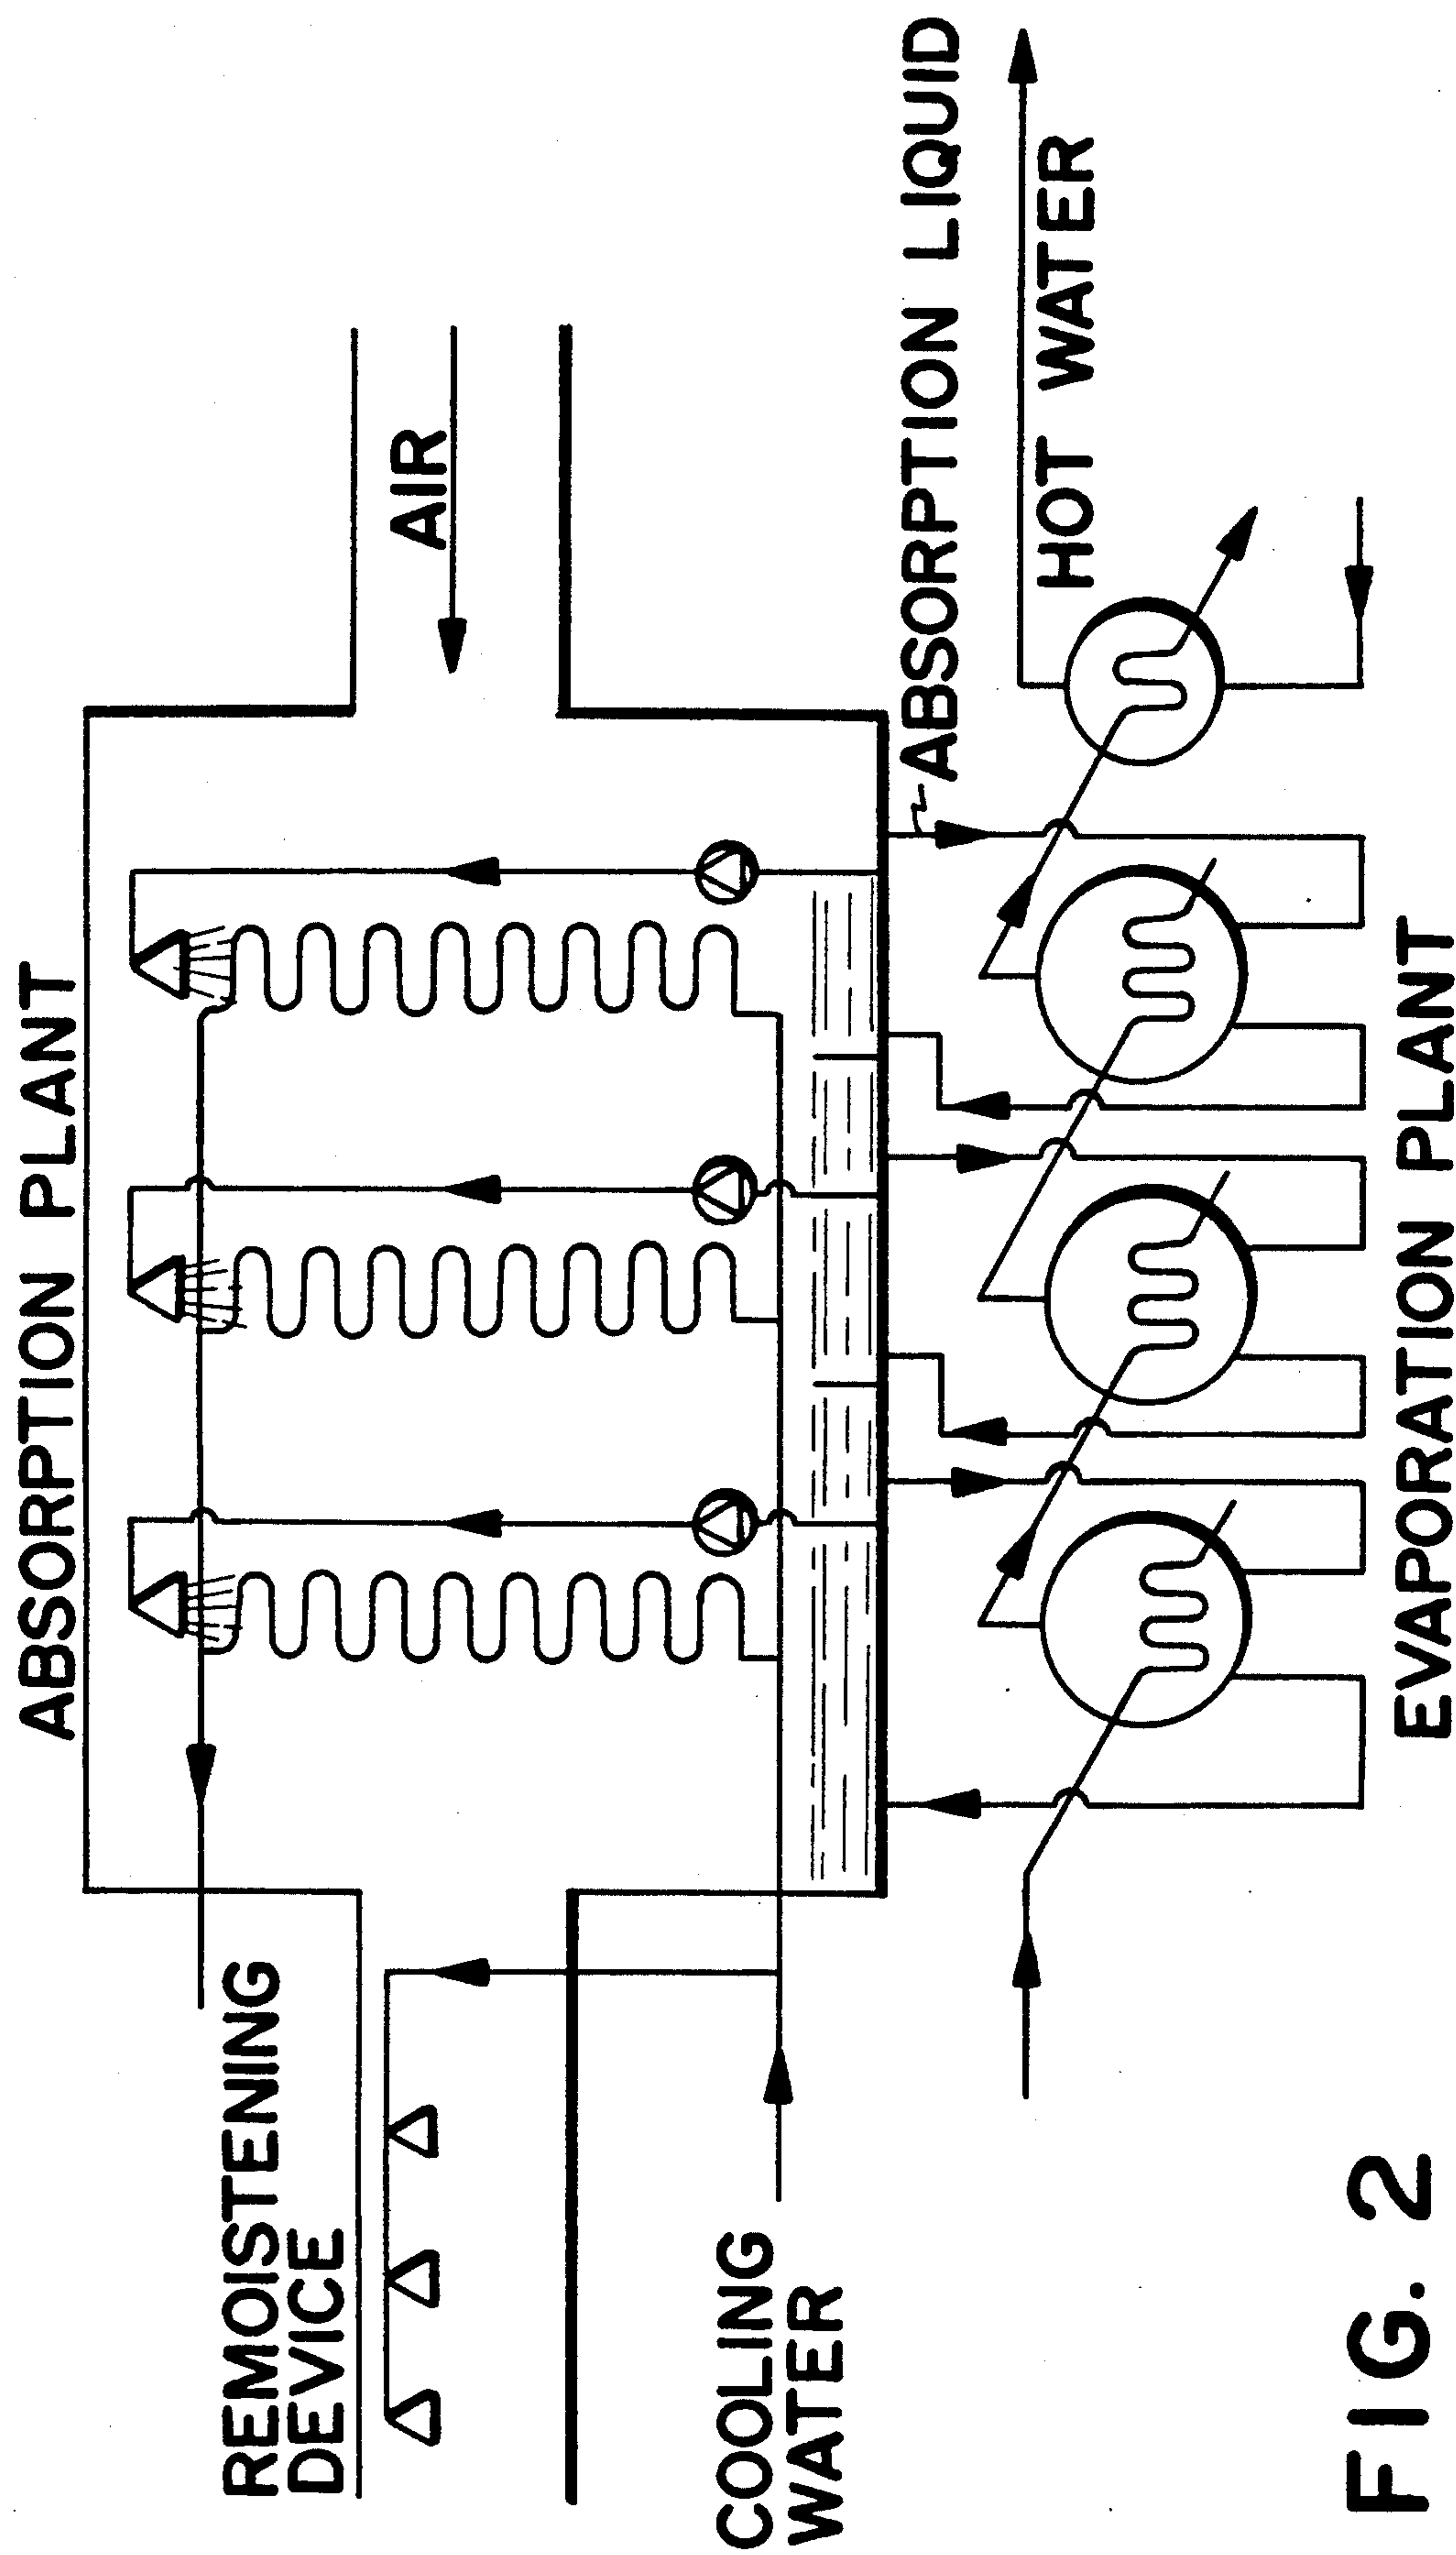 ABSORPTION PLANT
AIR
REMOISTENING
DEVICE
COOLING
WATER
ABSORPTION LIQUID
HOT WATER
EVAPORATION PLANT
FIG. 2